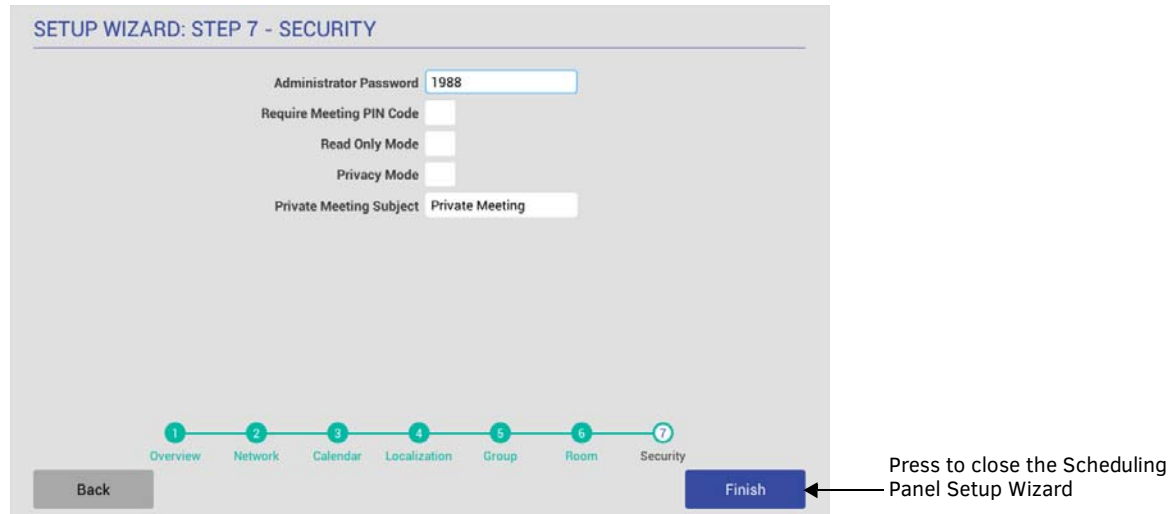 SETUP WIZARD: STEP 7 - SECURITY
Administrator Password 1988
Require Meeting PIN Code
Read Only Mode
Privacy Mode
Private Meeting Subject Private Meeting
1 2 3 4 5 6 7
Overview Network Calendar Localization Group Room Security
Back Finish
Press to close the Scheduling
Panel Setup Wizard